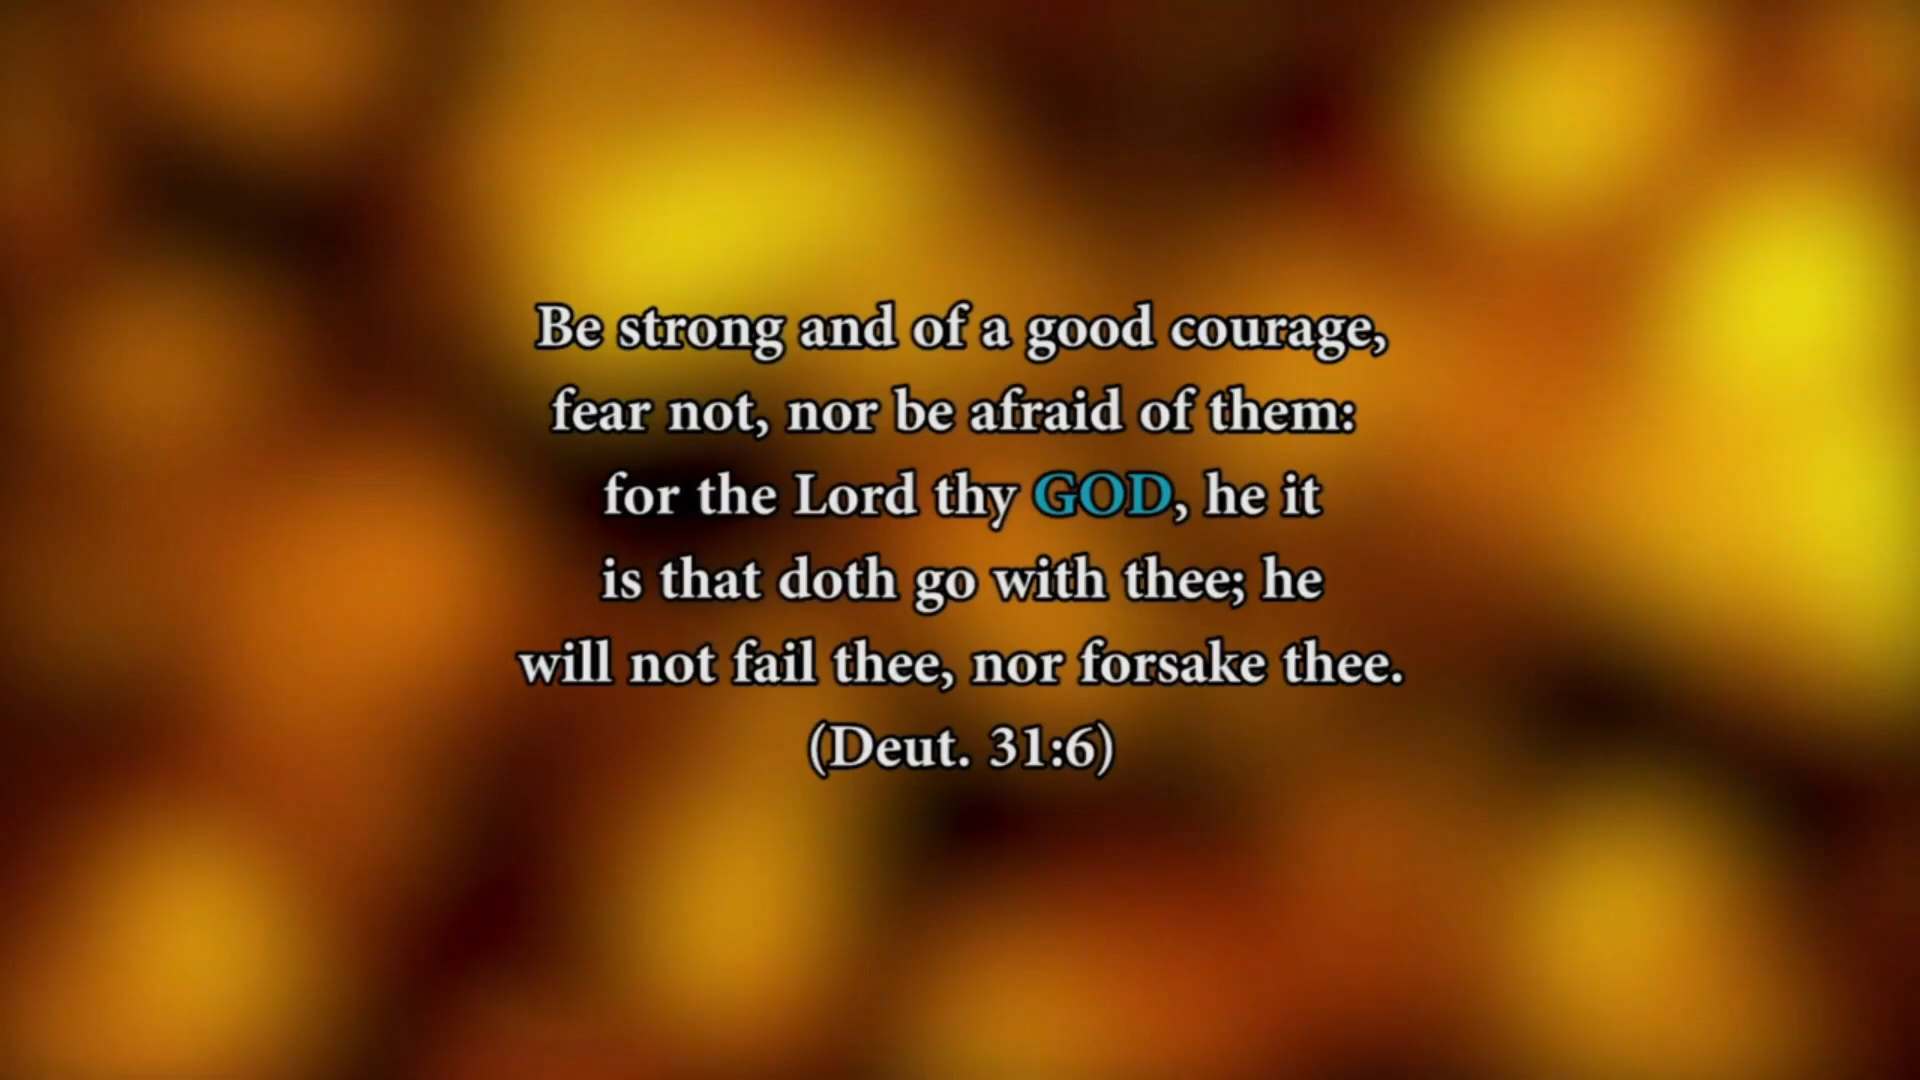 Be strong and of a good courage,
fear not, nor be afraid of them:
for the Lord thy GOD, he it
is that doth go with thee; he
will not fail thee, nor forsake thee.
(Deut. 31:6)